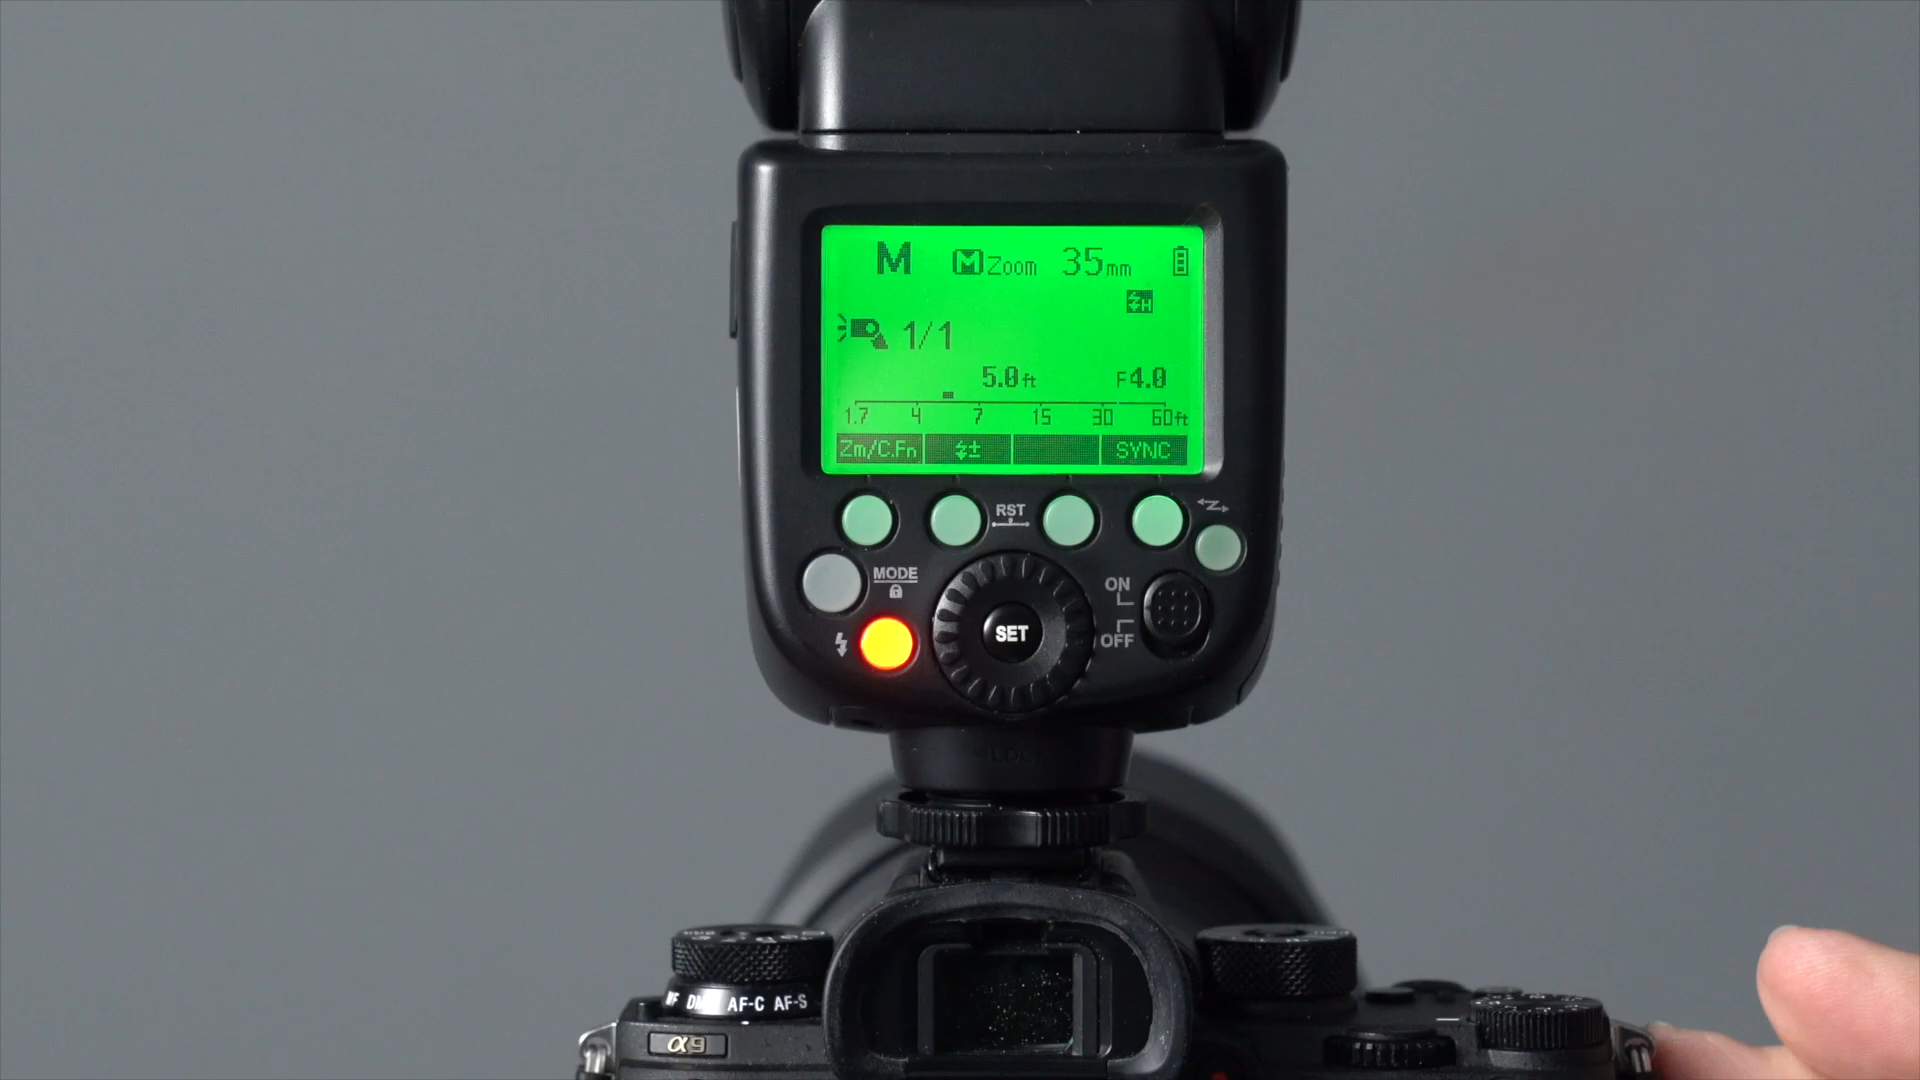 M M Zoom 35mm
H
1/1
5.0ft F4.0
1.7 4 7 15 30 60ft
Zm/C.Fn ± SYNC
RST
MODE
ON
SET
OFF
AF-C AF-S
α9